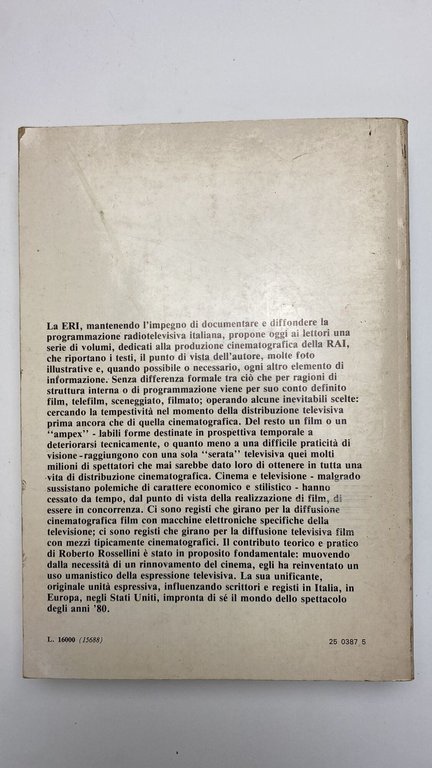 La ERI, mantenendo l'impegno di documentare e diffondere la
programmazione radiotelevisiva italiana, propone oggi ai lettori una
serie di volumi, dedicati alla produzione cinematografica della RAI,
che riportano i testi, il punto di vista dell'autore, molte foto
illustrative e, quando possibile o necessario, ogni altro elemento di
informazione. Senza differenza formale tra ciò che per ragioni di
struttura interna o di programmazione viene per suo conto definito
film, telefilm, sceneggiato, filmato; operando alcune inevitabili scelte:
cercando la tempestività nel momento della distribuzione televisiva
prima ancora che di quella cinematografica. Del resto un film o un
"ampex" - labili forme destinate in prospettiva temporale a
deteriorarsi tecnicamente, o quanto meno a una difficile praticità di
visione - raggiungono con una sola "serata" televisiva quei molti
milioni di spettatori che mai sarebbe dato loro di ottenere in tutta una
vita di distribuzione cinematografica. Cinema e televisione - malgrado
sussistano polemiche di carattere economico e stilistico - hanno
cessato da tempo, dal punto di vista della realizzazione di film, di
essere in concorrenza. Ci sono registi che girano per la diffusione
cinematografica film con macchine elettroniche specifiche della
televisione; ci sono registi che girano per la diffusione televisiva film
con mezzi tipicamente cinematografici. Il contributo teorico e pratico
di Roberto Rossellini è stato in proposito fondamentale: muovendo
dalla necessità di un rinnovamento del cinema, egli ha reinventato un
uso umanistico della espressione televisiva. La sua unificante,
originale unità espressiva, influenzando scrittori e registi in Italia, in
Europa, negli Stati Uniti, impronta di sé il mondo dello spettacolo
degli anni '80.
L. 16000 (15688)
25 0387 5